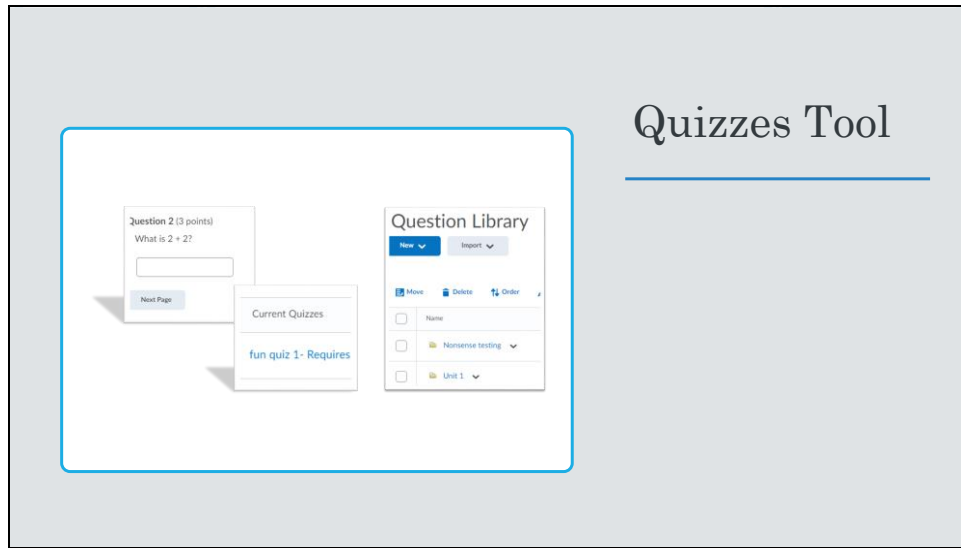 Quizzes Tool
Question 2 (3 points)
What is 2 + 2?
Next Page
Current Quizzes
fun quiz 1- Requires
Question Library
New
Import
Move Delete Order
Name
Nonsense testing
Unit 1